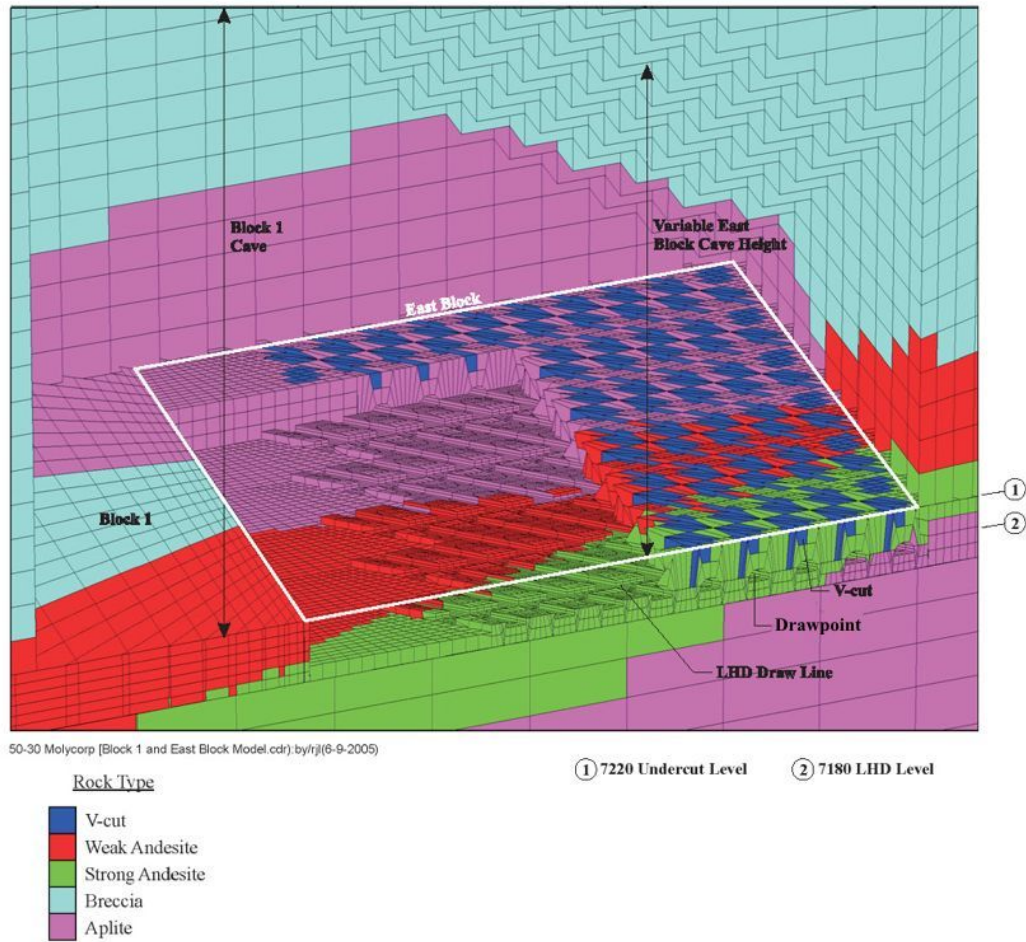 Block 1
Cave
Variable East
Block Cave Height
East Block
Block 1
1
2
V-cut
Drawpoint
LHD Draw Line
50-30 Molycorp [Block 1 and East Block Model.cdr):by/rjl(6-9-2005)
1 7220 Undercut Level 2 7180 LHD Level
Rock Type
V-cut
Weak Andesite
Strong Andesite
Breccia
Aplite